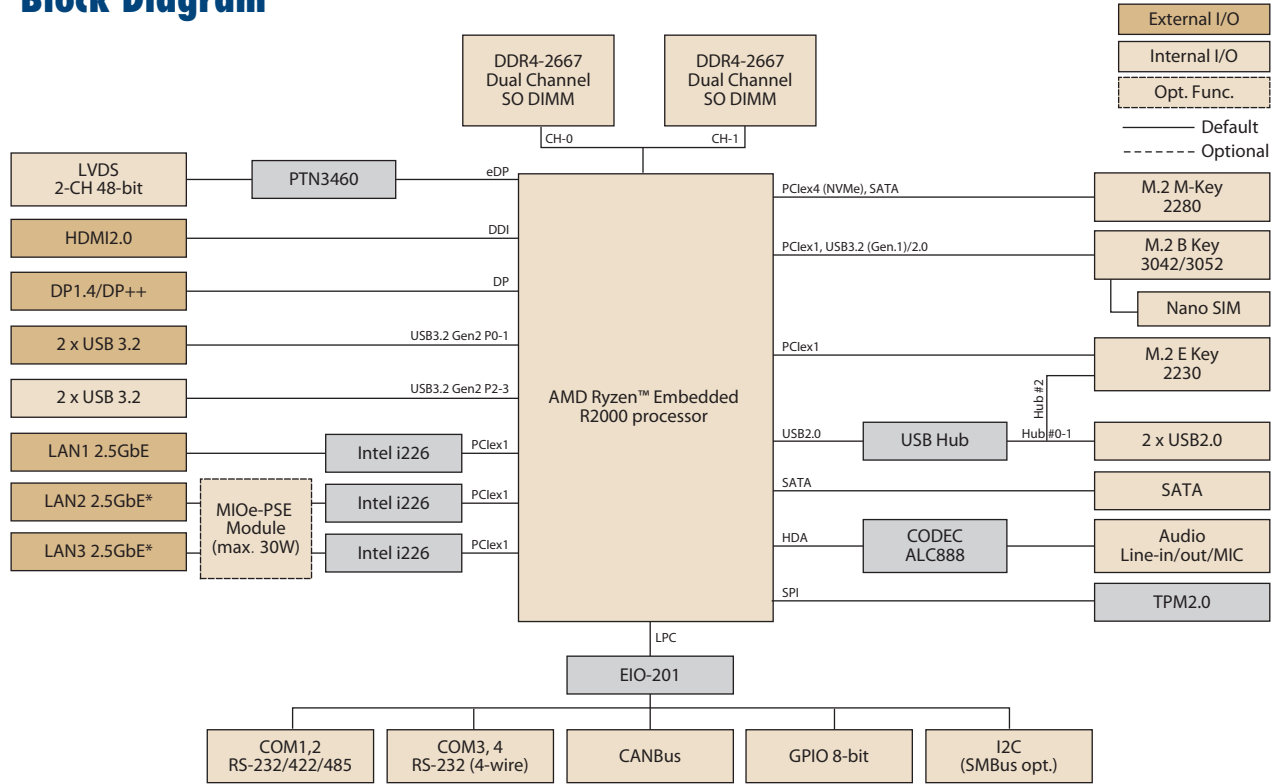 Block Diagram
External I/O
Internal I/O
Opt. Func.
Default
Optional
DDR4-2667
Dual Channel
SO DIMM
DDR4-2667
Dual Channel
SO DIMM
CH-0
CH-1
LVDS
2-CH 48-bit
PTN3460
eDP
HDMI2.0
DDI
DP1.4/DP++
DP
2 x USB 3.2
USB3.2 Gen2 P0-1
2 x USB 3.2
USB3.2 Gen2 P2-3
LAN1 2.5GbE
Intel i226
PCIex1
LAN2 2.5GbE*
MIOe-PSE
Module
(max. 30W)
Intel i226
PCIex1
LAN3 2.5GbE*
Intel i226
PCIex1
AMD Ryzen™ Embedded
R2000 processor
PCIex4 (NVMe), SATA
M.2 M-Key
2280
PCIex1, USB3.2 (Gen.1)/2.0
M.2 B Key
3042/3052
Nano SIM
PCIex1
M.2 E Key
2230
Hub #2
USB2.0
USB Hub
Hub #0-1
2 x USB2.0
SATA
SATA
HDA
CODEC
ALC888
Audio
Line-in/out/MIC
SPI
TPM2.0
LPC
EIO-201
COM1,2
RS-232/422/485
COM3, 4
RS-232 (4-wire)
CANBus
GPIO 8-bit
I2C
(SMBus opt.)